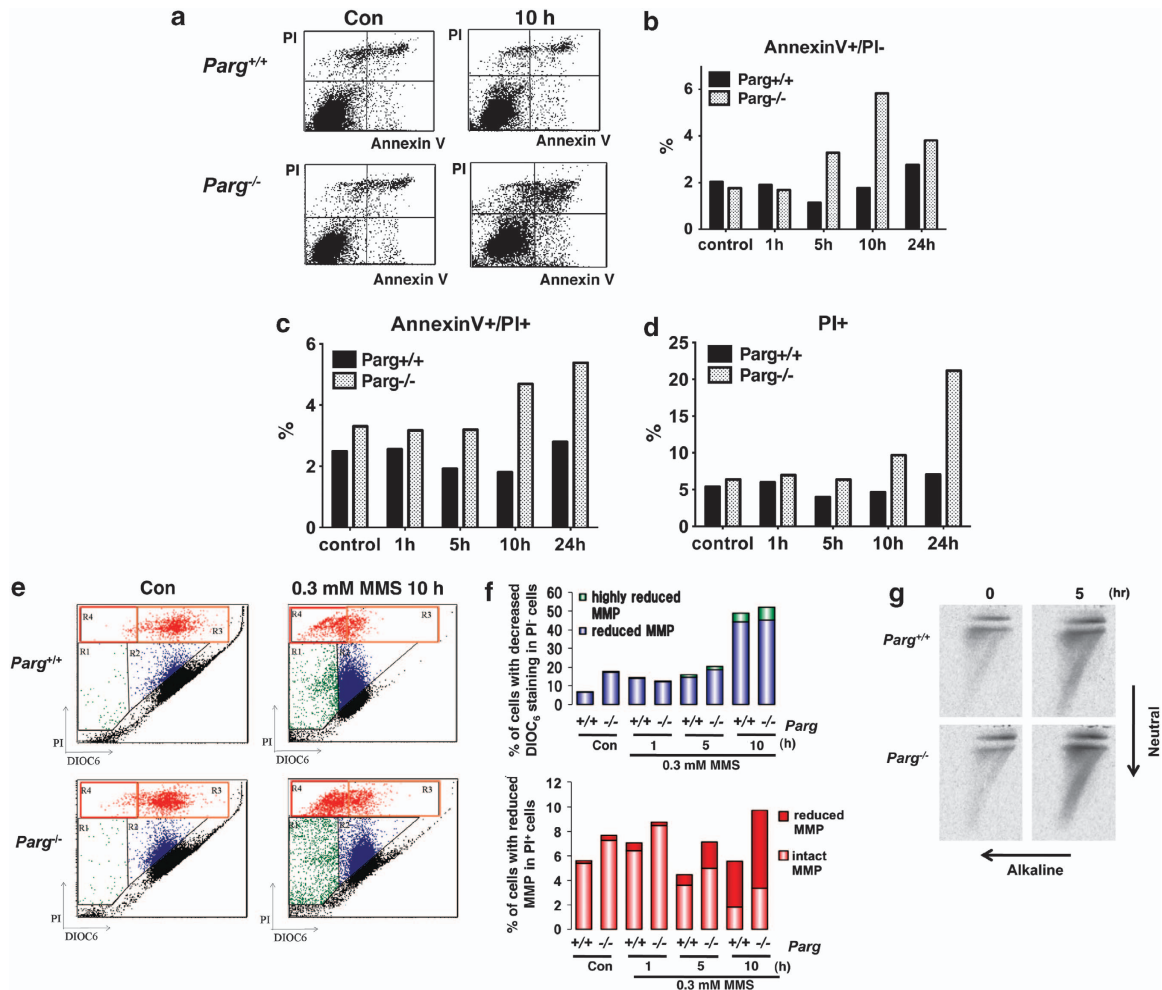 a
Con
10 h
Parg+/+
PI
Annexin V
PI
Annexin V
Parg-/-
PI
Annexin V
PI
Annexin V
b
AnnexinV+/PI-
Parg+/+
Parg-/-
%
6
4
2
0
control 1h 5h 10h 24h
c
AnnexinV+/PI+
Parg+/+
Parg-/-
%
6
4
2
0
control 1h 5h 10h 24h
d
PI+
Parg+/+
Parg-/-
%
25
20
15
10
5
0
control 1h 5h 10h 24h
e
Con
0.3 mM MMS 10 h
Parg+/+
R4
R3
R1
R2
PI
DIOC6
R4
R3
R1
R2
PI
DIOC6
Parg-/-
R4
R3
R1
R2
PI
DIOC6
R4
R3
R1
R2
PI
DIOC6
f
% of cells with decreased
DIOC6 staining in PI- cells
60
50
40
30
20
10
0
highly reduced
MMP
reduced MMP
+/+ -/- +/+ -/- +/+ -/- +/+ -/- Parg
Con 1 5 10 (h)
0.3 mM MMS
% of cells with reduced
MMP in PI+ cells
12
10
8
6
4
2
0
reduced
MMP
intact
MMP
+/+ -/- +/+ -/- +/+ -/- +/+ -/- Parg
Con 1 5 10 (h)
0.3 mM MMS
g
0 5 (hr)
Parg+/+
Parg-/-
Neutral
Alkaline